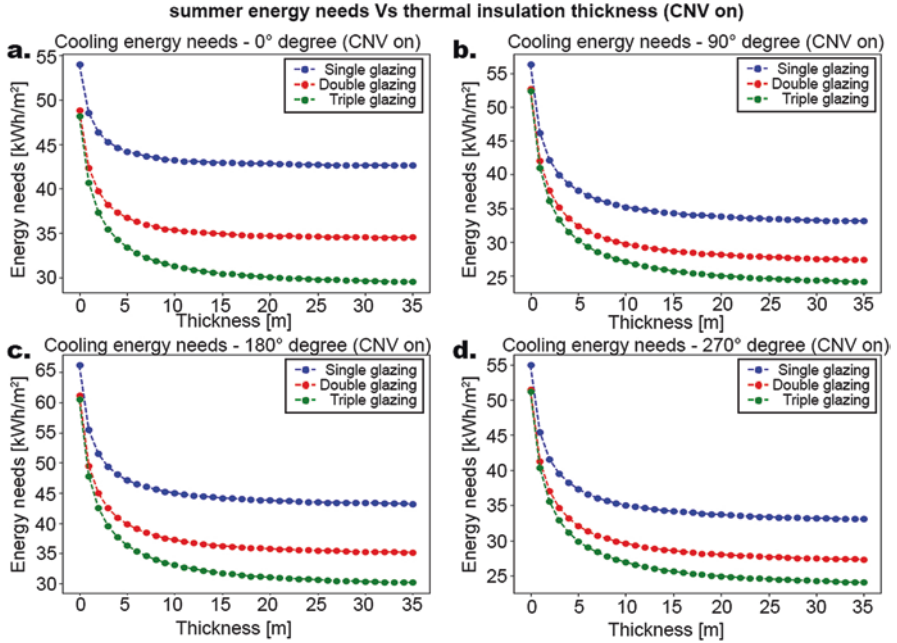 summer energy needs Vs thermal insulation thickness (CNV on)
a.
Cooling energy needs - 0° degree (CNV on)
Energy needs [kWh/m²]
55
50
45
40
35
30
Single glazing
Double glazing
Triple glazing
0 5 10 15 20 25 30 35
Thickness [m]
b.
Cooling energy needs - 90° degree (CNV on)
Energy needs [kWh/m²]
55
50
45
40
35
30
25
Single glazing
Double glazing
Triple glazing
0 5 10 15 20 25 30 35
Thickness [m]
c.
Cooling energy needs - 180° degree (CNV on)
Energy needs [kWh/m²]
65
60
55
50
45
40
35
30
Single glazing
Double glazing
Triple glazing
0 5 10 15 20 25 30 35
Thickness [m]
d.
Cooling energy needs - 270° degree (CNV on)
Energy needs [kWh/m²]
55
50
45
40
35
30
25
Single glazing
Double glazing
Triple glazing
0 5 10 15 20 25 30 35
Thickness [m]